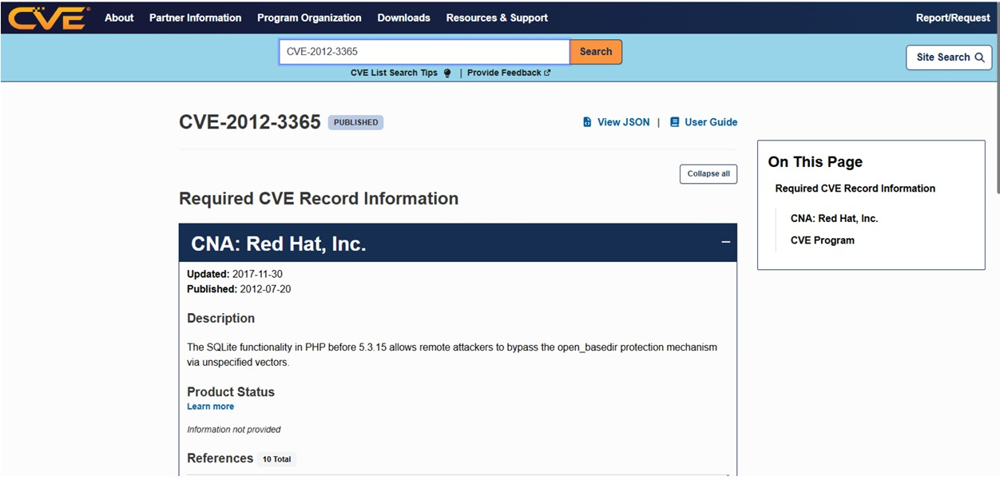 CVE
About Partner Information Program Organization Downloads Resources & Support Report/Request
CVE-2012-3365 Search
Site Search
CVE List Search Tips | Provide Feedback
CVE-2012-3365 PUBLISHED
View JSON | User Guide
Collapse all
Required CVE Record Information
CNA: Red Hat, Inc.
Updated: 2017-11-30
Published: 2012-07-20
Description
The SQLite functionality in PHP before 5.3.15 allows remote attackers to bypass the open_basedir protection mechanism
via unspecified vectors.
Product Status
Learn more
Information not provided
References 10 Total
On This Page
Required CVE Record Information
CNA: Red Hat, Inc.
CVE Program